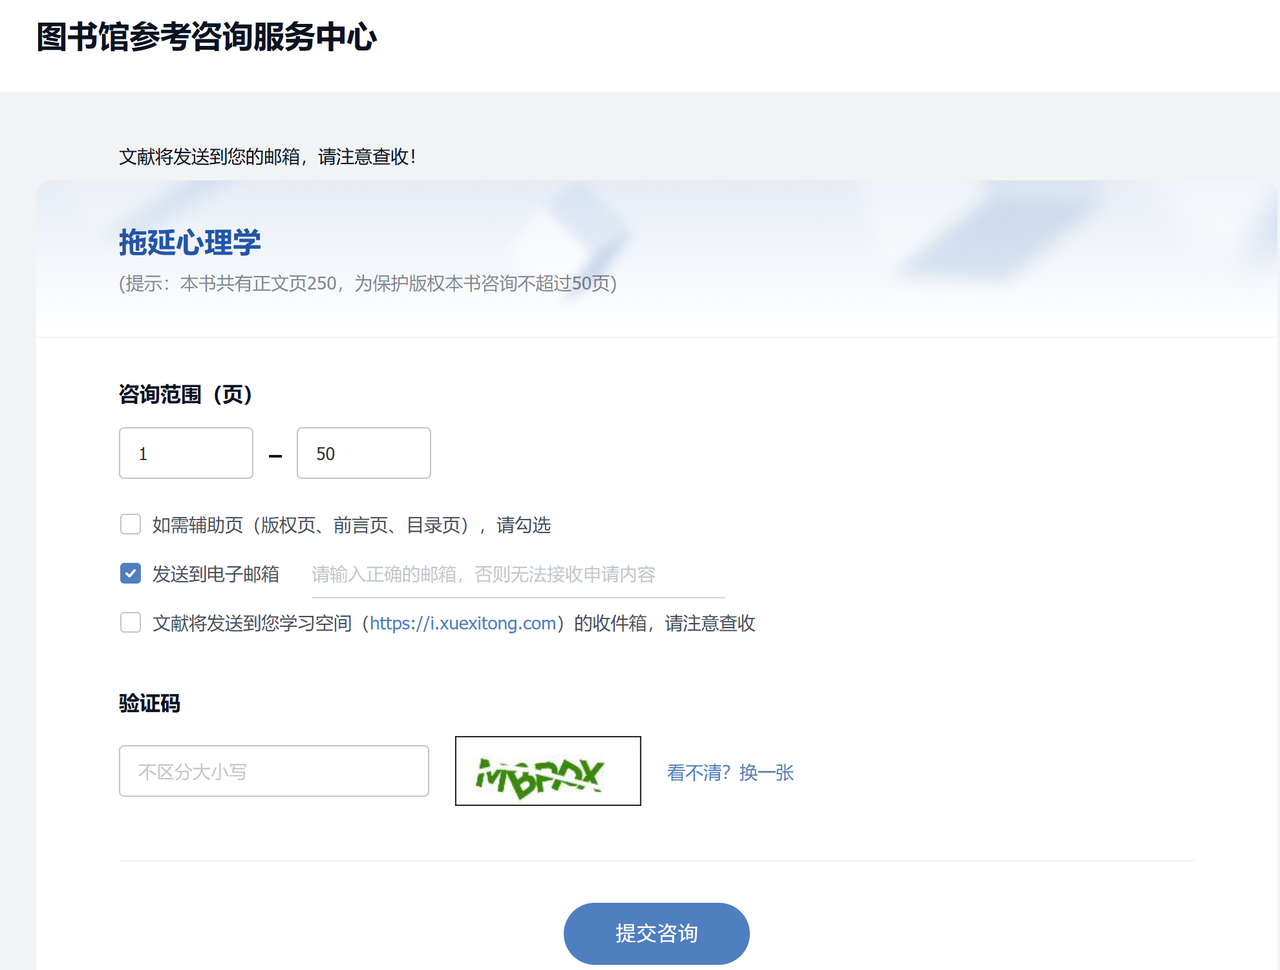 图书馆参考咨询服务中心
文献将发送到您的邮箱，请注意查收！
拖延心理学
(提示：本书共有正文页250，为保护版权本书咨询不超过50页)
咨询范围（页）
1 – 50
如需辅助页（版权页、前言页、目录页），请勾选
发送到电子邮箱 请输入正确的邮箱，否则无法接收申请内容
文献将发送到您学习空间（https://i.xuexitong.com）的收件箱，请注意查收
验证码
不区分大小写 看不清？换一张
提交咨询